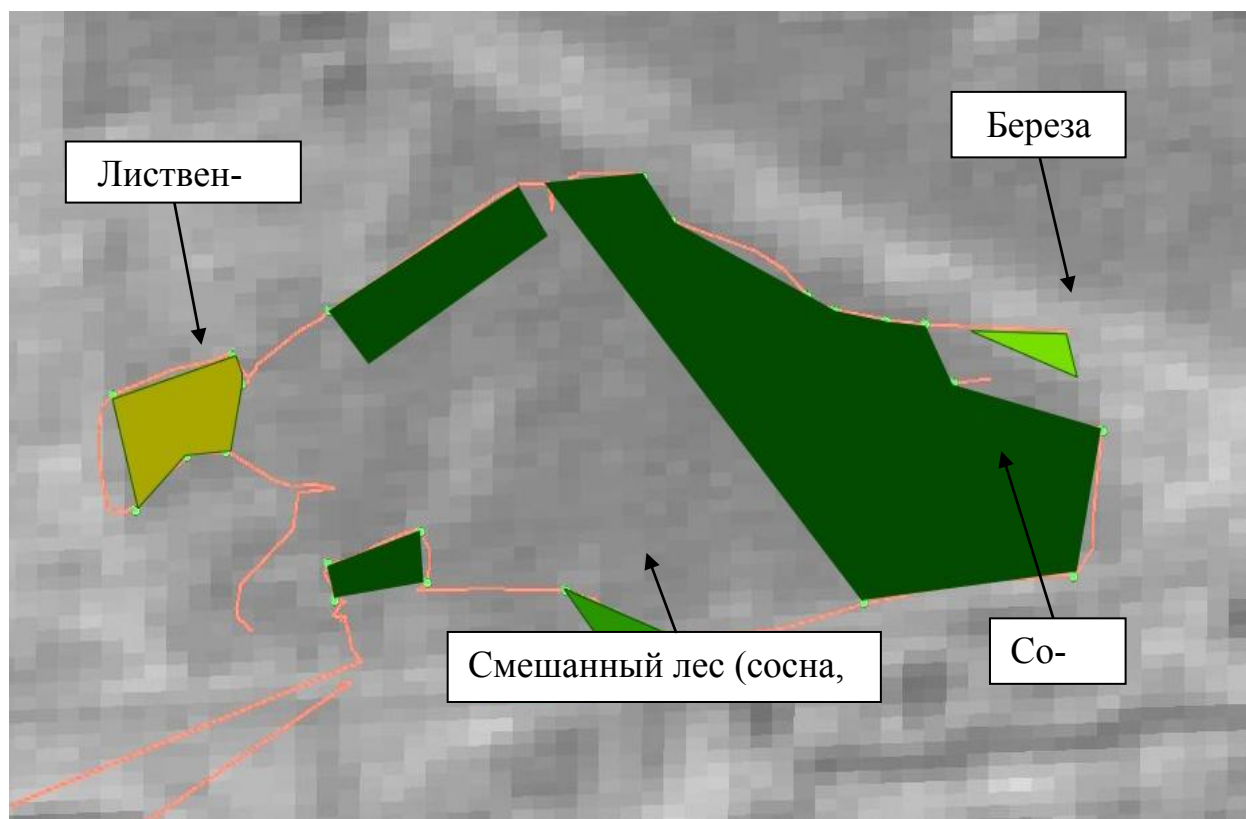 Береза
Листвен-
Смешанный лес (сосна,
Со-